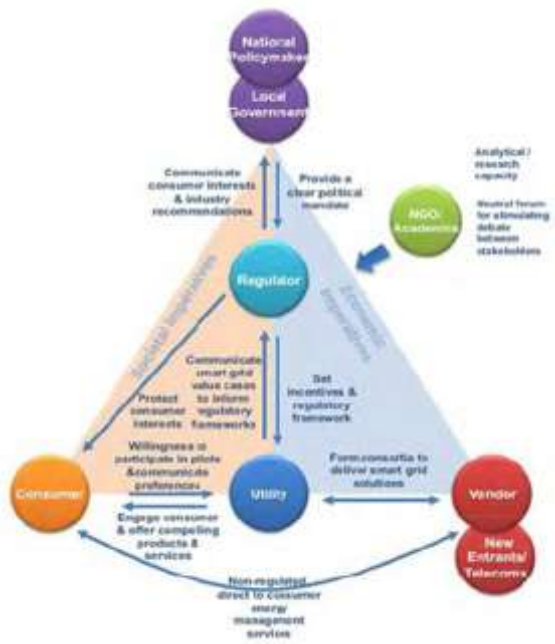 National
Policymaker
Local
Government
Communicate
consumer interests
& industry
recommendations
Provide a
clear political
mandate
Analytical /
research
capacity
NGO/
Academics
Neutral forum
for stimulating
debate
between
stakeholders
Regulator
Societal imperatives
Economic
imperatives
Communicate
smart grid
value cases
to inform
regulatory
frameworks
Set
incentives &
regulatory
framework
Protect
consumer
interests
Willingness to
participate in pilots
& communicate
preferences
Form consortia to
deliver smart grid
solutions
Consumer
Utility
Vendor
Engage consumer
& offer compelling
products &
services
New
Entrants/
Telecoms
Non-regulated
direct to consumer
energy
management
services